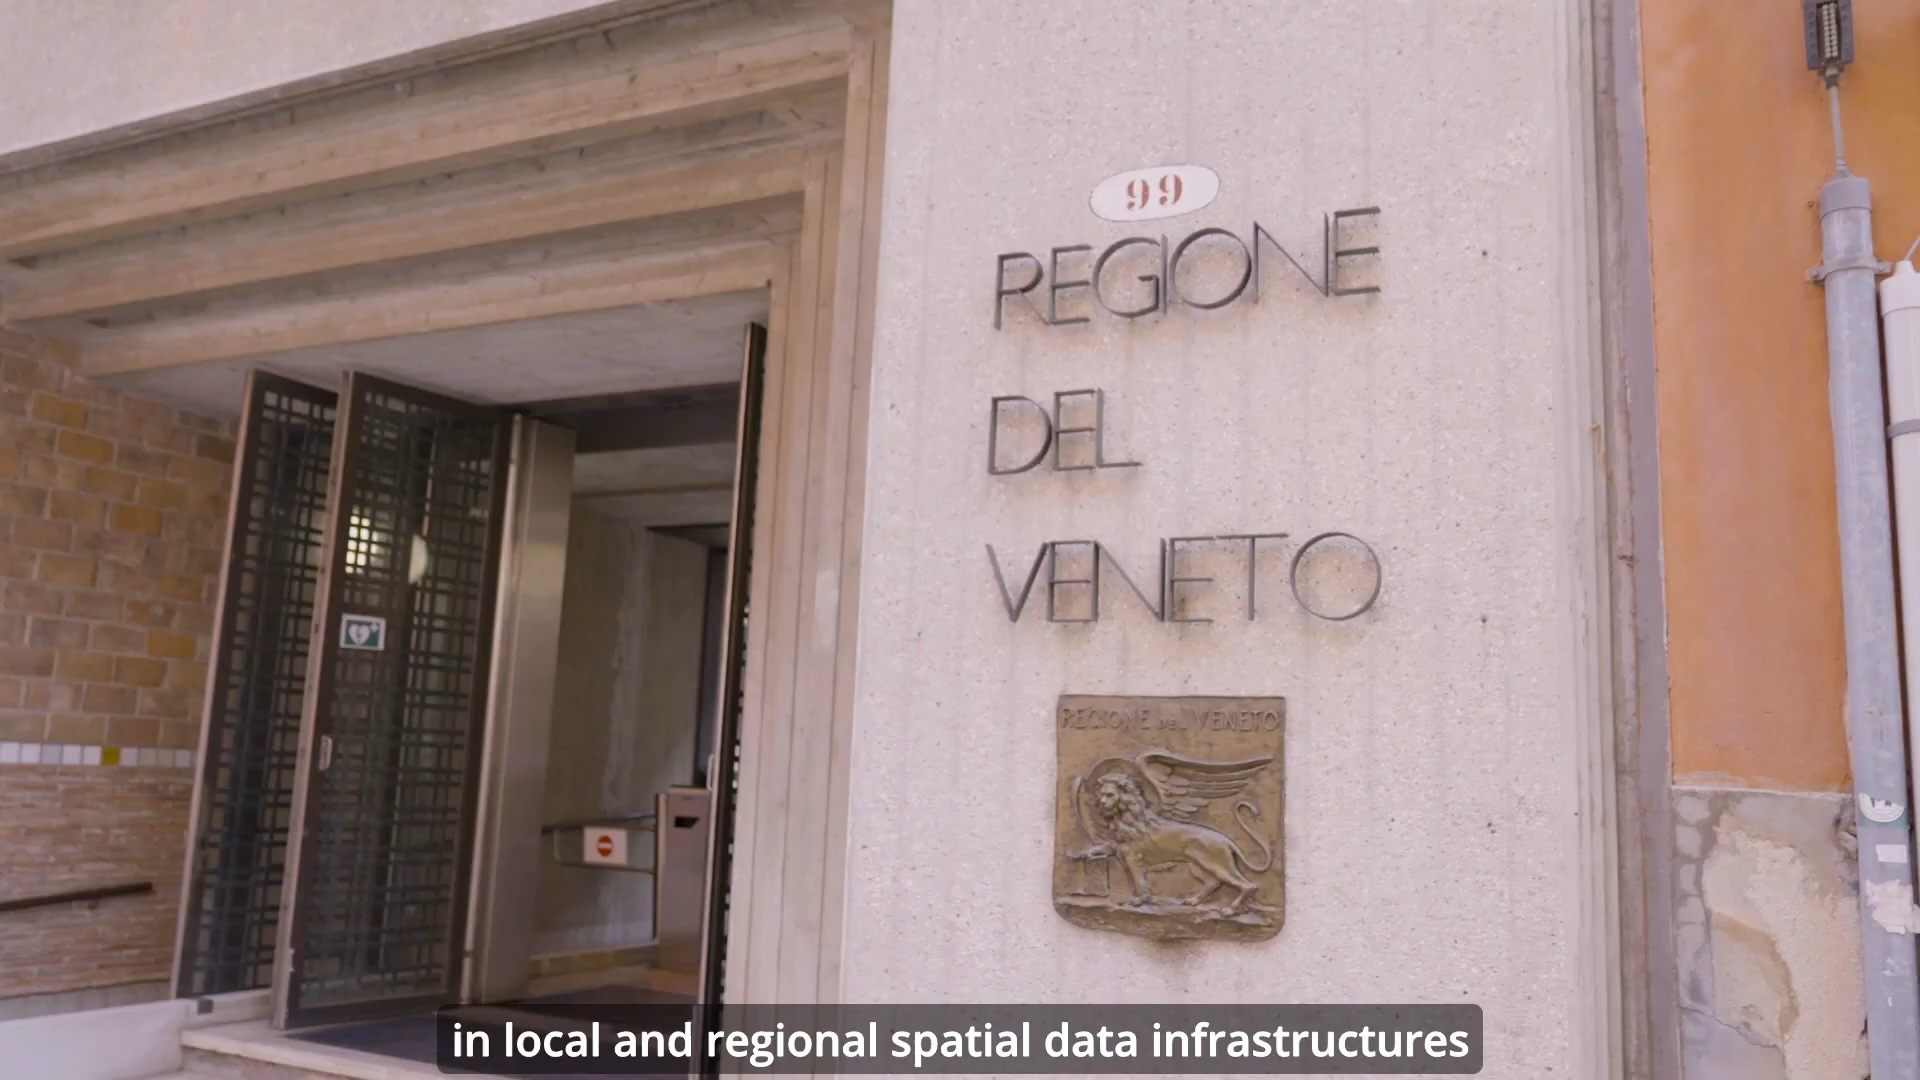 99
REGIONE
DEL
VENETO
REGIONE DEL VENETO
in local and regional spatial data infrastructures